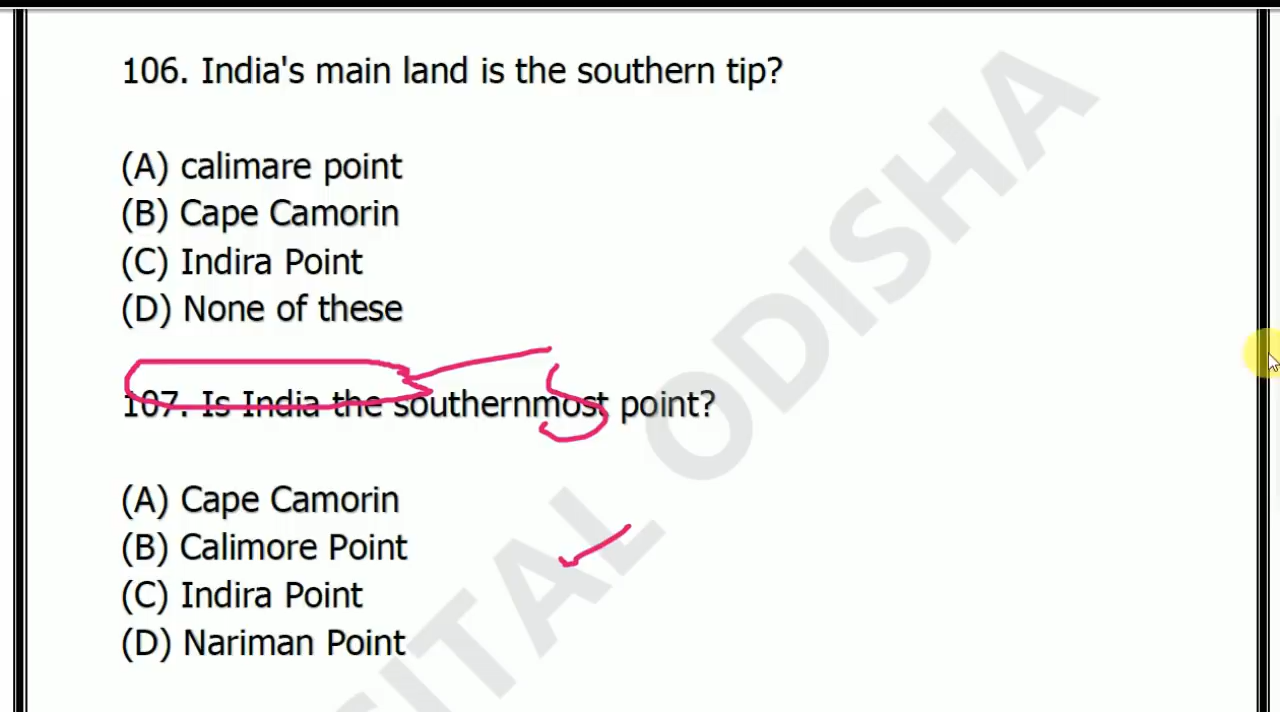 106. India's main land is the southern tip?
(A) calimare point
(B) Cape Camorin
(C) Indira Point
(D) None of these
107. Is India the southernmost point?
(A) Cape Camorin
(B) Calimore Point
(C) Indira Point
(D) Nariman Point
ITAL ODISHA